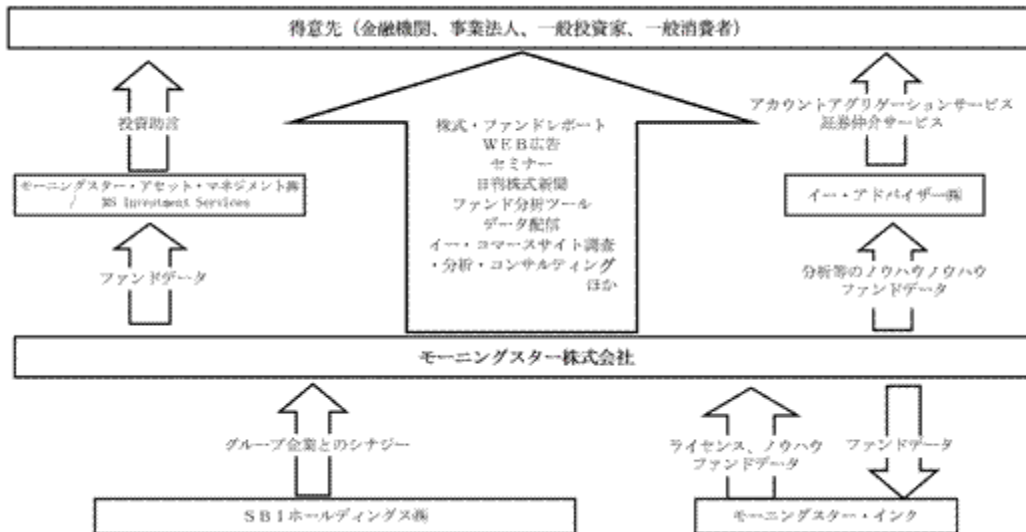 得意先（金融機関、事業法人、一般投資家、一般消費者）
投資助言
株式・ファンドレポート
ＷＥＢ広告
セミナー
日刊株式新聞
ファンド分析ツール
データ配信
イー・コマースサイト調査
・分析・コンサルティング
ほか
アカウントアグリゲーションサービス
証券仲介サービス
モーニングスター・アセット・マネジメント㈱
MS Investment Services
イー・アドバイザー㈱
ファンドデータ
分析等のノウハウノウハウ
ファンドデータ
モーニングスター株式会社
グループ企業とのシナジー
ライセンス、ノウハウ
ファンドデータ
ファンドデータ
ＳＢＩホールディングス㈱
モーニングスター・インク